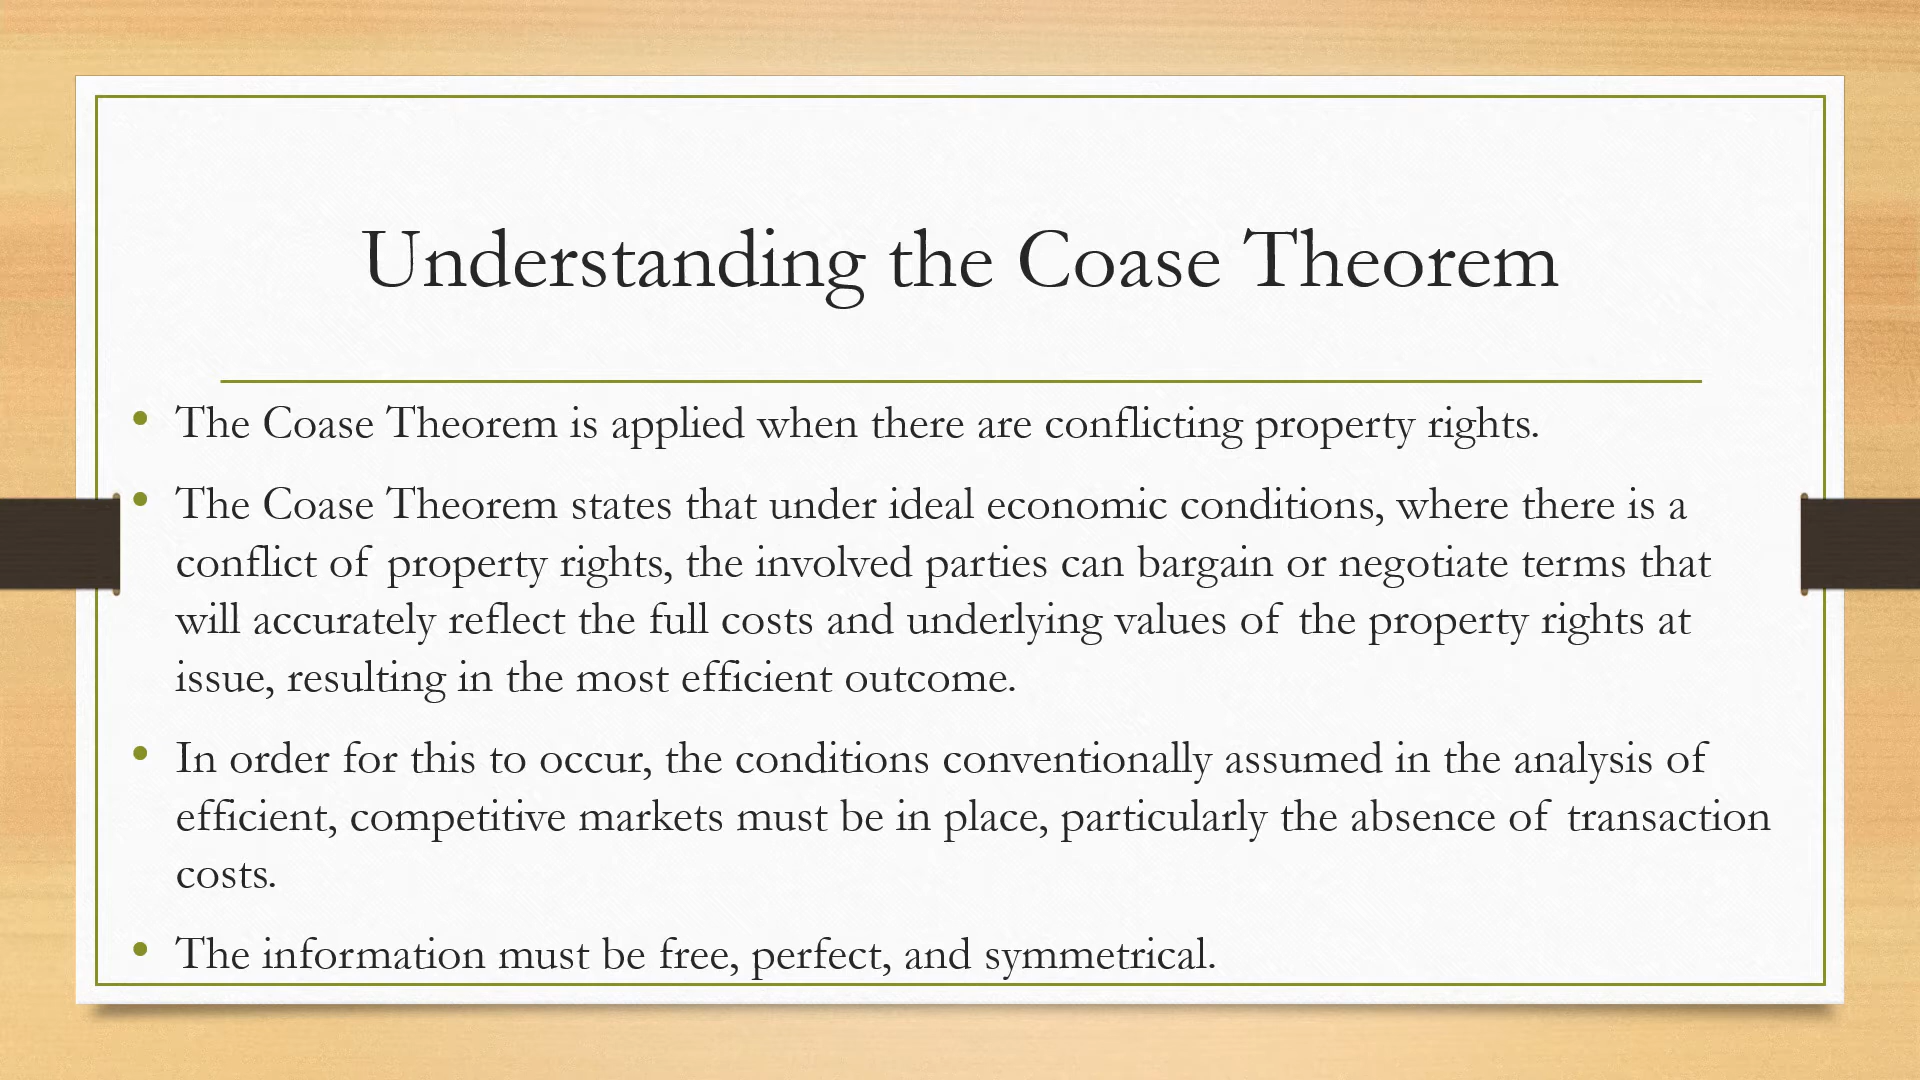 Understanding the Coase Theorem
• The Coase Theorem is applied when there are conflicting property rights.
• The Coase Theorem states that under ideal economic conditions, where there is a
conflict of property rights, the involved parties can bargain or negotiate terms that
will accurately reflect the full costs and underlying values of the property rights at
issue, resulting in the most efficient outcome.
• In order for this to occur, the conditions conventionally assumed in the analysis of
efficient, competitive markets must be in place, particularly the absence of transaction
costs.
• The information must be free, perfect, and symmetrical.